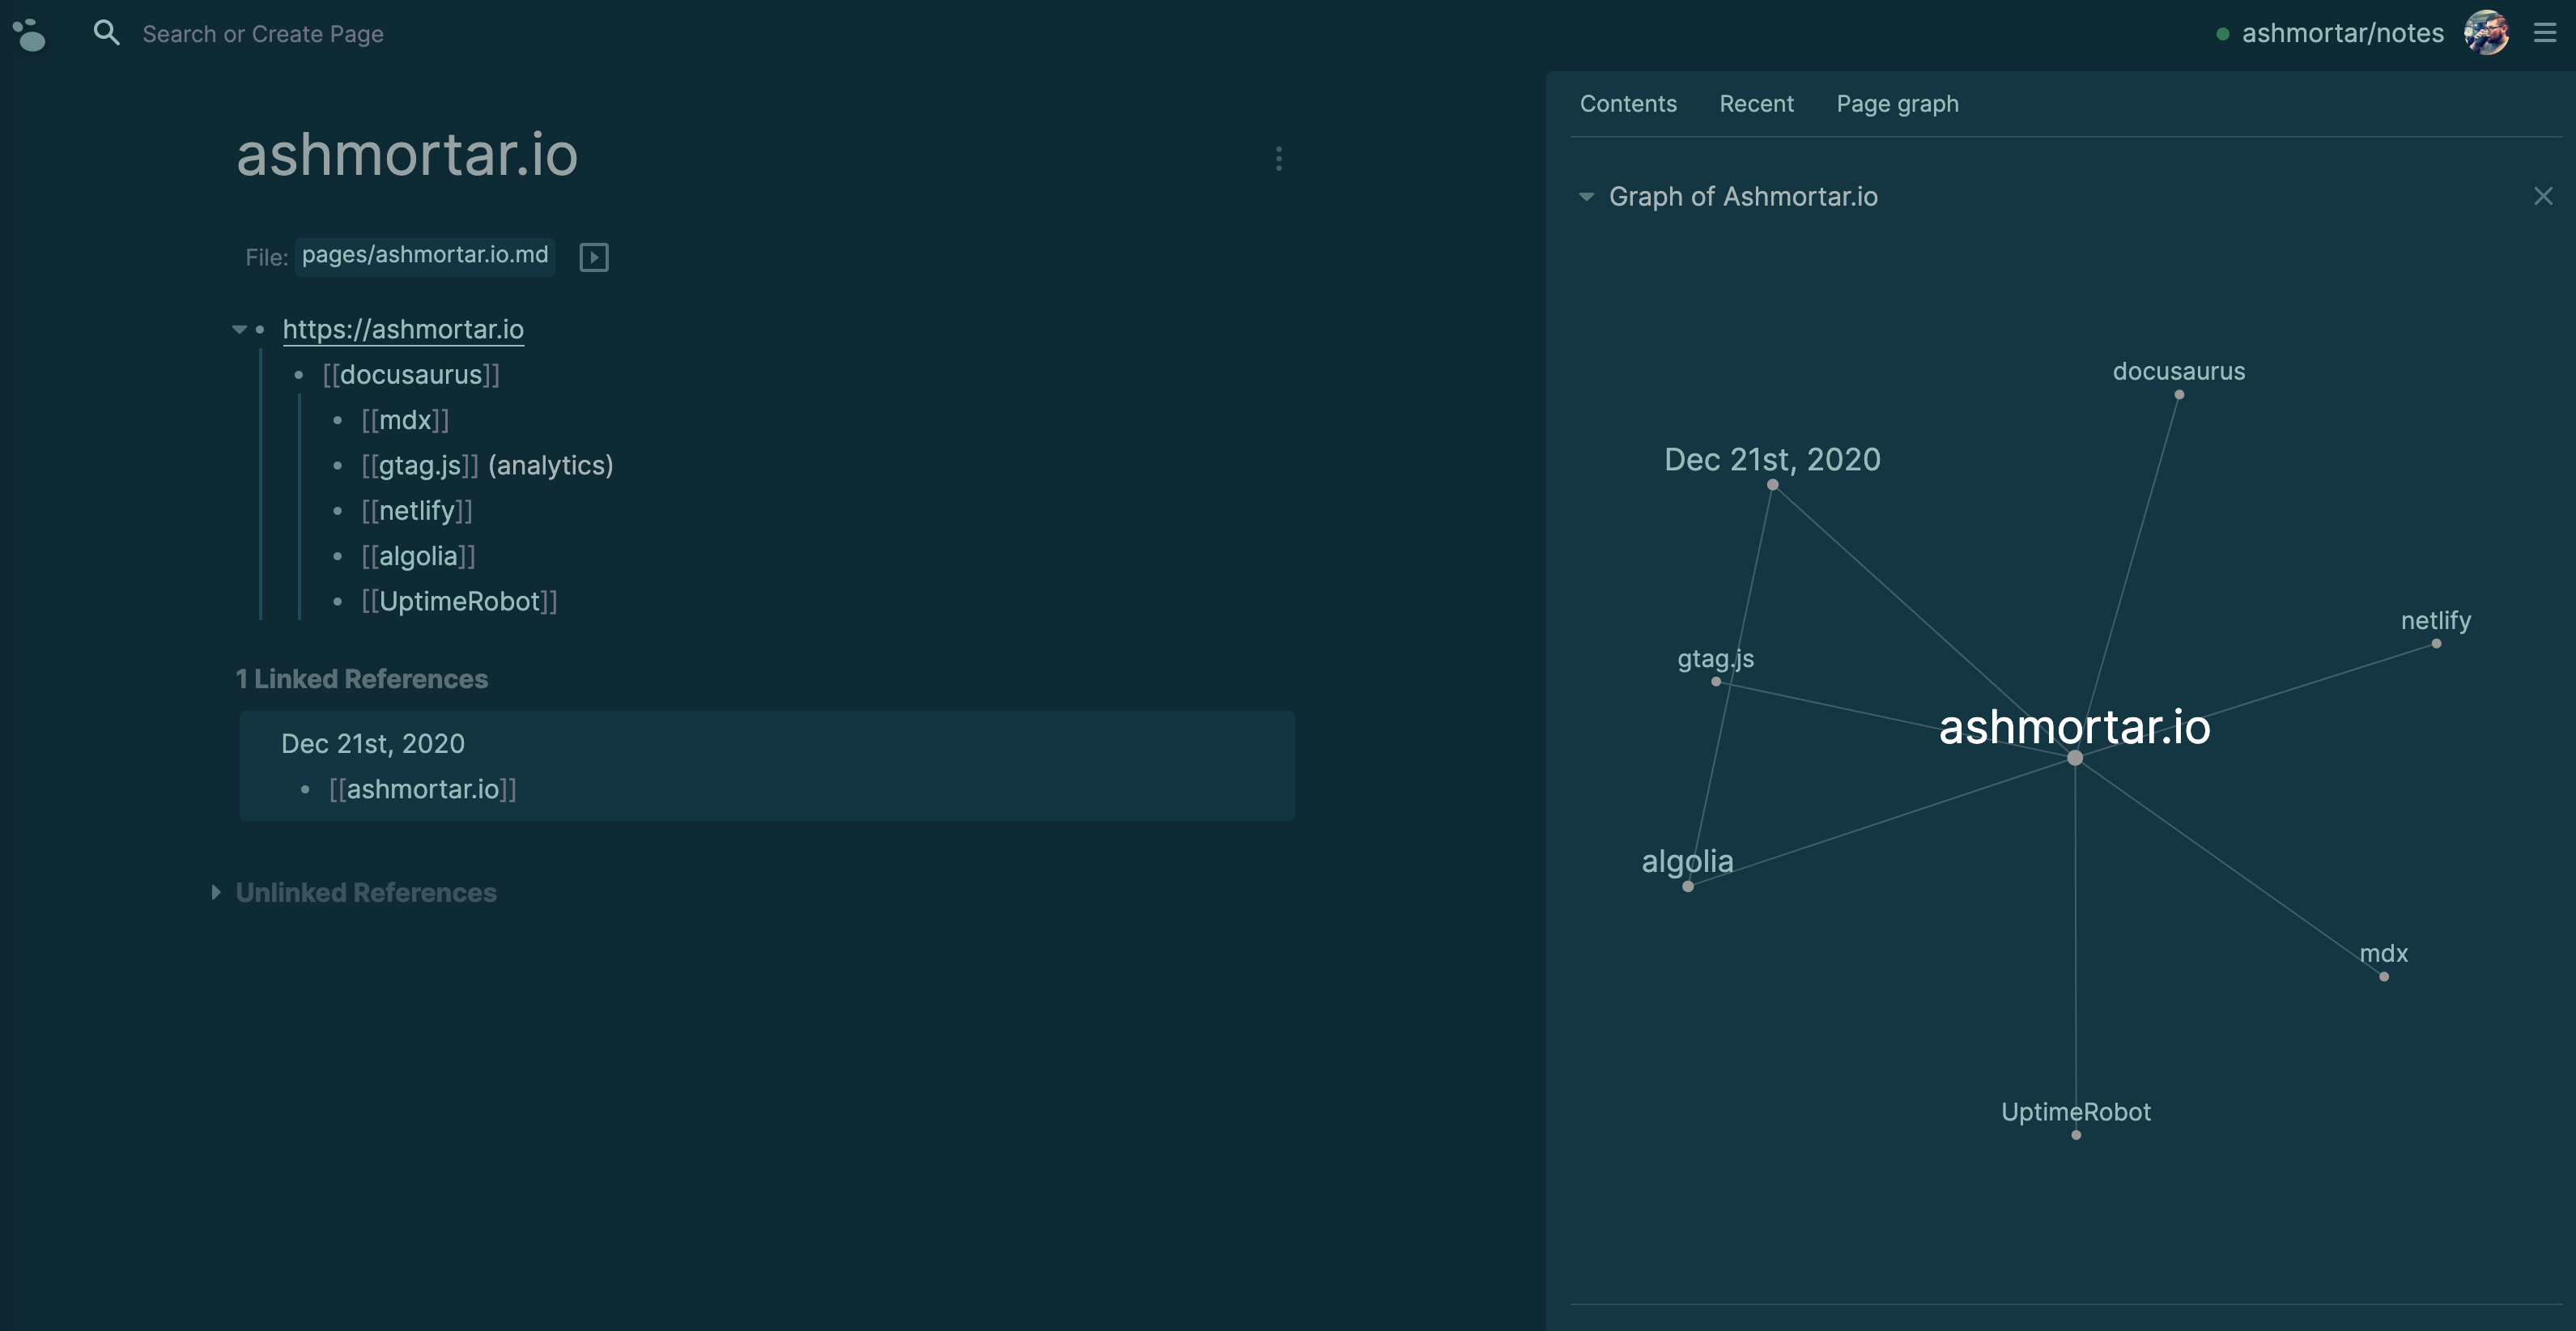 Search or Create Page
ashmortar/notes
ashmortar.io
File: pages/ashmortar.io.md
https://ashmortar.io
[[docusaurus]]
[[mdx]]
[[gtag.js]] (analytics)
[[netlify]]
[[algolia]]
[[UptimeRobot]]
1 Linked References
Dec 21st, 2020
[[ashmortar.io]]
Unlinked References
Contents Recent Page graph
Graph of Ashmortar.io
docusaurus
Dec 21st, 2020
netlify
gtag.js
ashmortar.io
algolia
mdx
UptimeRobot